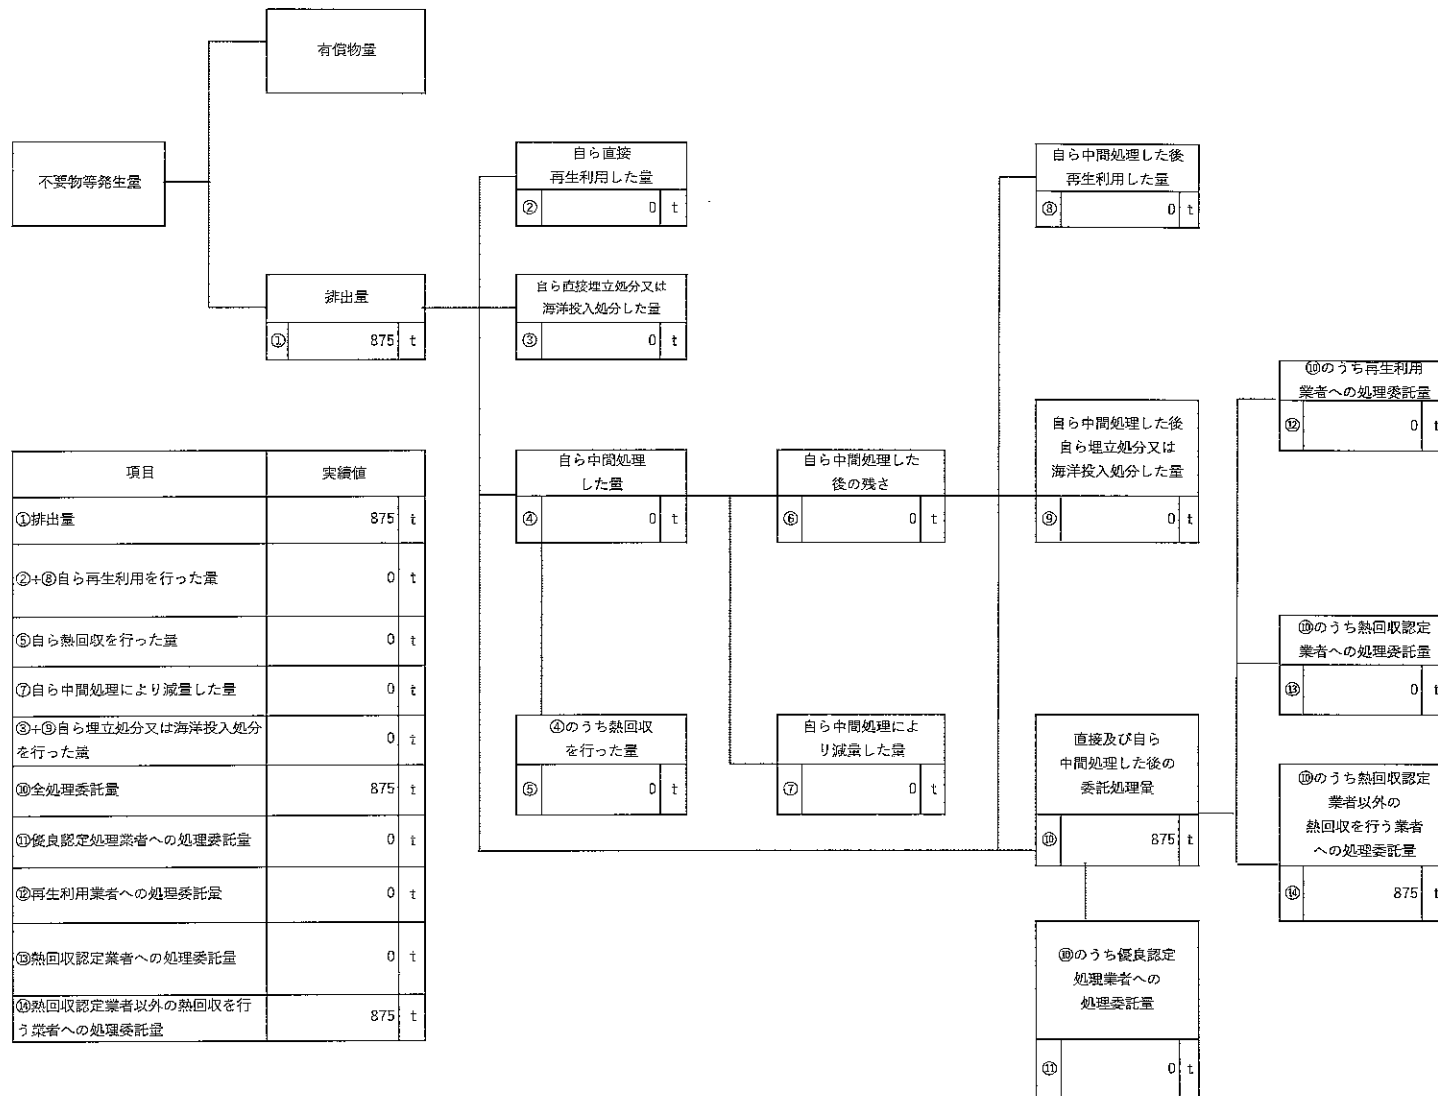 有償物量
不要物等発生量
自ら直接
再生利用した量
② 0 t
自ら中間処理した後
再生利用した量
⑧ 0 t
排出量
① 875 t
自ら直接埋立処分又は
海洋投入処分した量
③ 0 t
⑩のうち再生利用
業者への処理委託量
⑫ 0 t
自ら中間処理
した量
④ 0 t
自ら中間処理した
後の残さ
⑥ 0 t
自ら中間処理した後
自ら埋立処分又は
海洋投入処分した量
⑨ 0 t
⑩のうち熱回収認定
業者への処理委託量
⑬ 0 t
④のうち熱回収
を行った量
⑤ 0 t
自ら中間処理によ
り減量した量
⑦ 0 t
直接及び自ら
中間処理した後の
委託処理量
⑩ 875 t
⑩のうち熱回収認定
業者以外の
熱回収を行う業者
への処理委託量
⑭ 875 t
⑩のうち優良認定
処理業者への
処理委託量
⑪ 0 t
項目 実績値
①排出量 875 t
②+⑧自ら再生利用を行った量 0 t
⑤自ら熱回収を行った量 0 t
⑦自ら中間処理により減量した量 0 t
③+⑨自ら埋立処分又は海洋投入処分
を行った量 0 t
⑩全処理委託量 875 t
⑪優良認定処理業者への処理委託量 0 t
⑫再生利用業者への処理委託量 0 t
⑬熱回収認定業者への処理委託量 0 t
⑭熱回収認定業者以外の熱回収を行
う業者への処理委託量 875 t